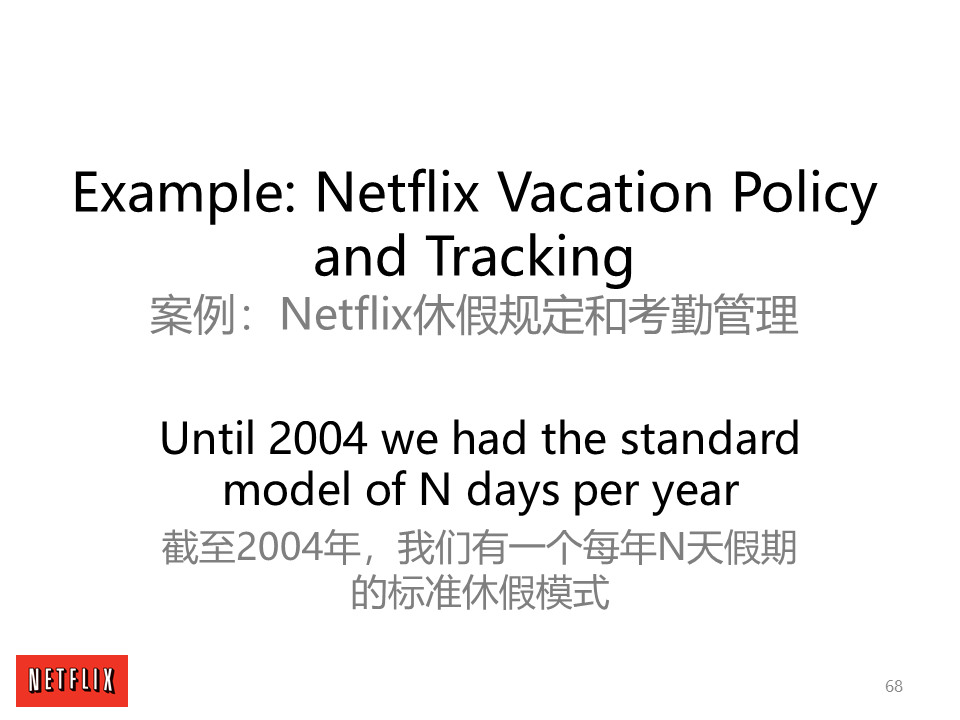 Example: Netflix Vacation Policy
and Tracking
案例：Netflix休假规定和考勤管理
Until 2004 we had the standard
model of N days per year
截至2004年，我们有一个每年N天假期
的标准休假模式
NETFLIX
68